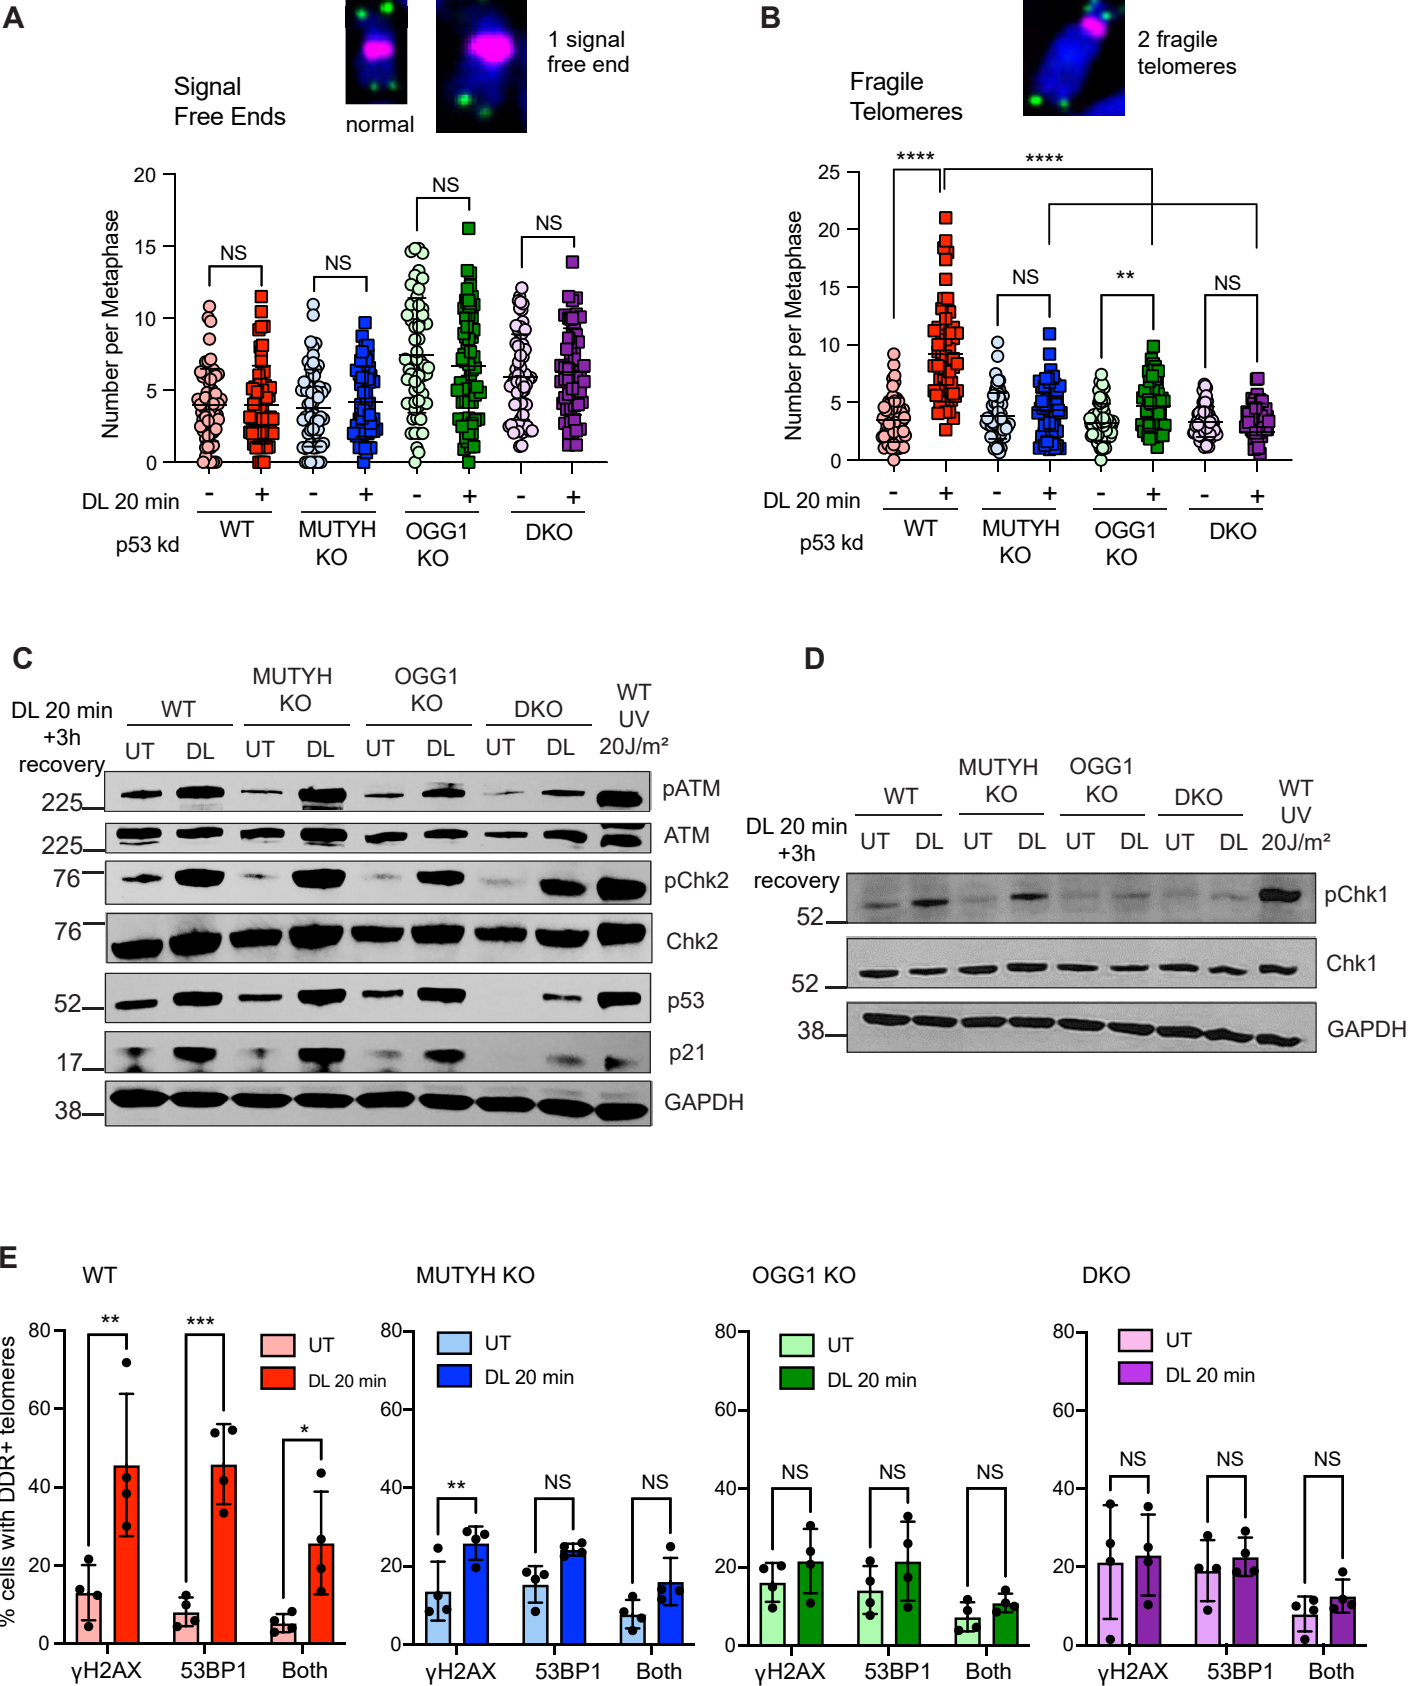 A
Signal
Free Ends
normal
1 signal
free end
Number per Metaphase
20
15
10
5
0
NS
NS
NS
NS
DL 20 min
- + - + - + - +
p53 kd
WT
MUTYH
KO
OGG1
KO
DKO
B
Fragile
Telomeres
2 fragile
telomeres
Number per Metaphase
25
20
15
10
5
0
****
****
NS
**
NS
DL 20 min
- + - + - + - +
p53 kd
WT
MUTYH
KO
OGG1
KO
DKO
C
DL 20 min
+3h
recovery
WT
MUTYH
KO
OGG1
KO
DKO
WT
UV
20J/m²
UT DL UT DL UT DL UT DL
225 pATM
225 ATM
76 pChk2
76 Chk2
52 p53
17 p21
38 GAPDH
D
DL 20 min
+3h
recovery
WT
MUTYH
KO
OGG1
KO
DKO
WT
UV
20J/m²
UT DL UT DL UT DL UT DL
52 pChk1
52 Chk1
38 GAPDH
E
% cells with DDR+ telomeres
WT
80
60
40
20
0
**
***
*
UT
DL 20 min
γH2AX 53BP1 Both
MUTYH KO
80
60
40
20
0
**
NS
NS
UT
DL 20 min
γH2AX 53BP1 Both
OGG1 KO
80
60
40
20
0
NS
NS
NS
UT
DL 20 min
γH2AX 53BP1 Both
DKO
80
60
40
20
0
NS
NS
NS
UT
DL 20 min
γH2AX 53BP1 Both